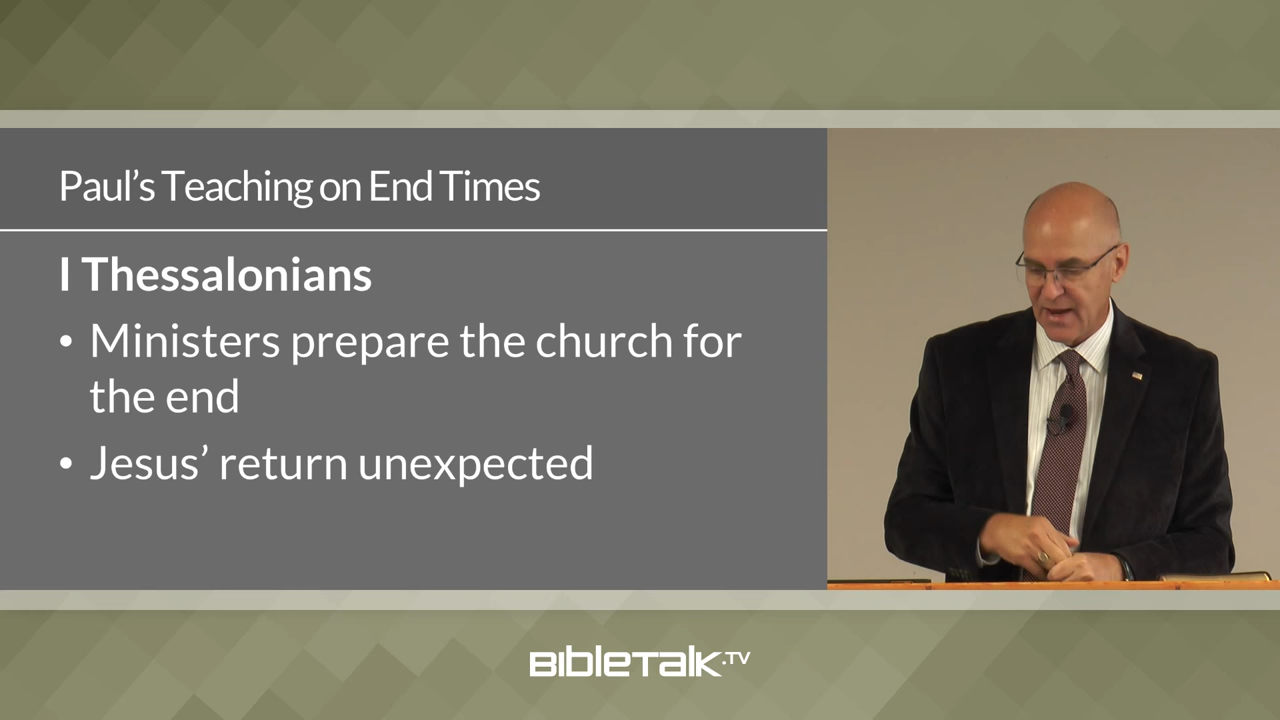 Paul’s Teaching on End Times
I Thessalonians
• Ministers prepare the church for
the end
• Jesus’ return unexpected
BibleTalk.TV